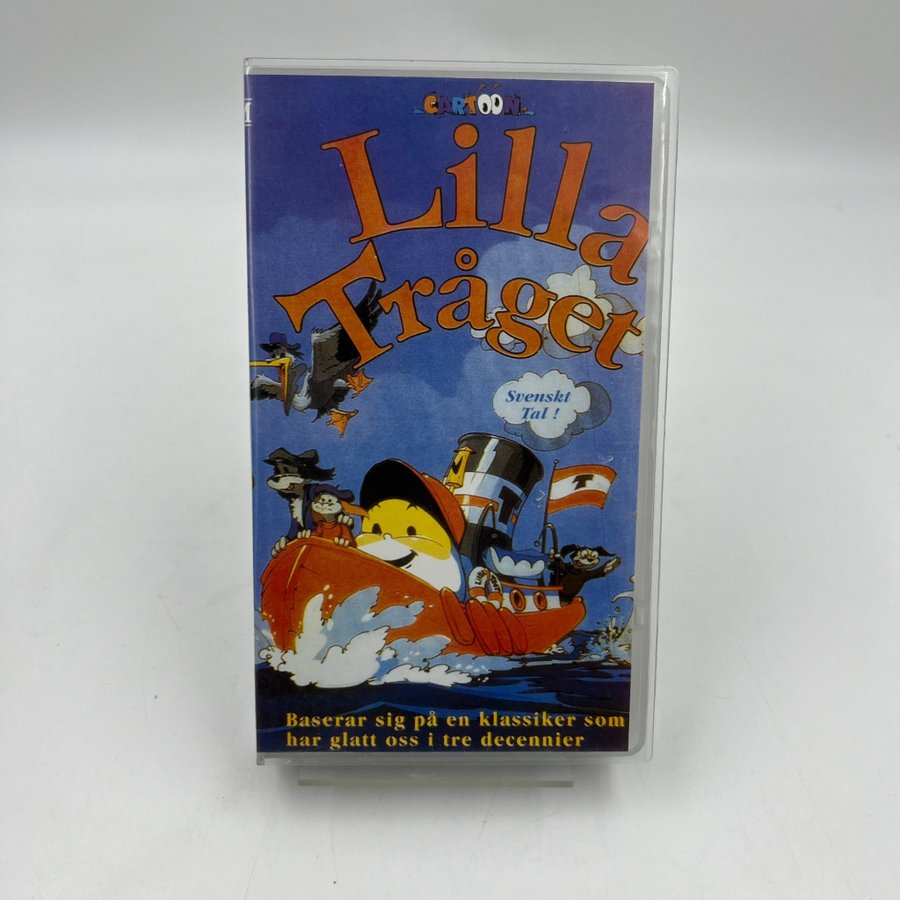 CARTOON
Lilla
Tråget
Svenskt
Tal !
T
T
Baserar sig på en klassiker som
har glatt oss i tre decennier